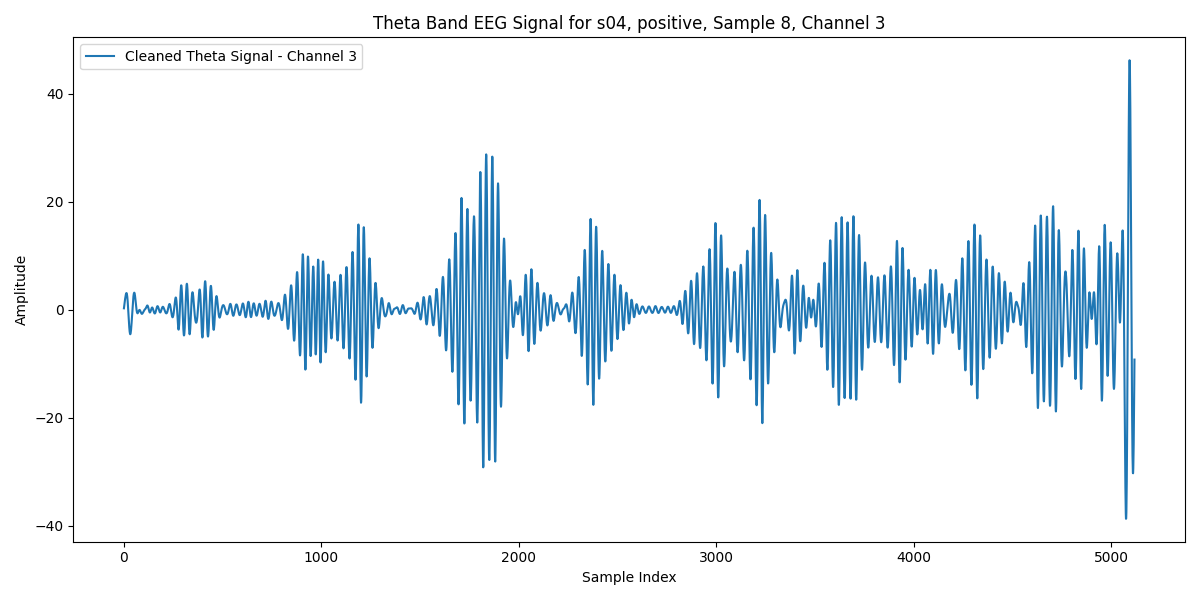 Theta Band EEG Signal for s04, positive, Sample 8, Channel 3
Cleaned Theta Signal - Channel 3
Amplitude
40
20
0
−20
−40
0 1000 2000 3000 4000 5000
Sample Index